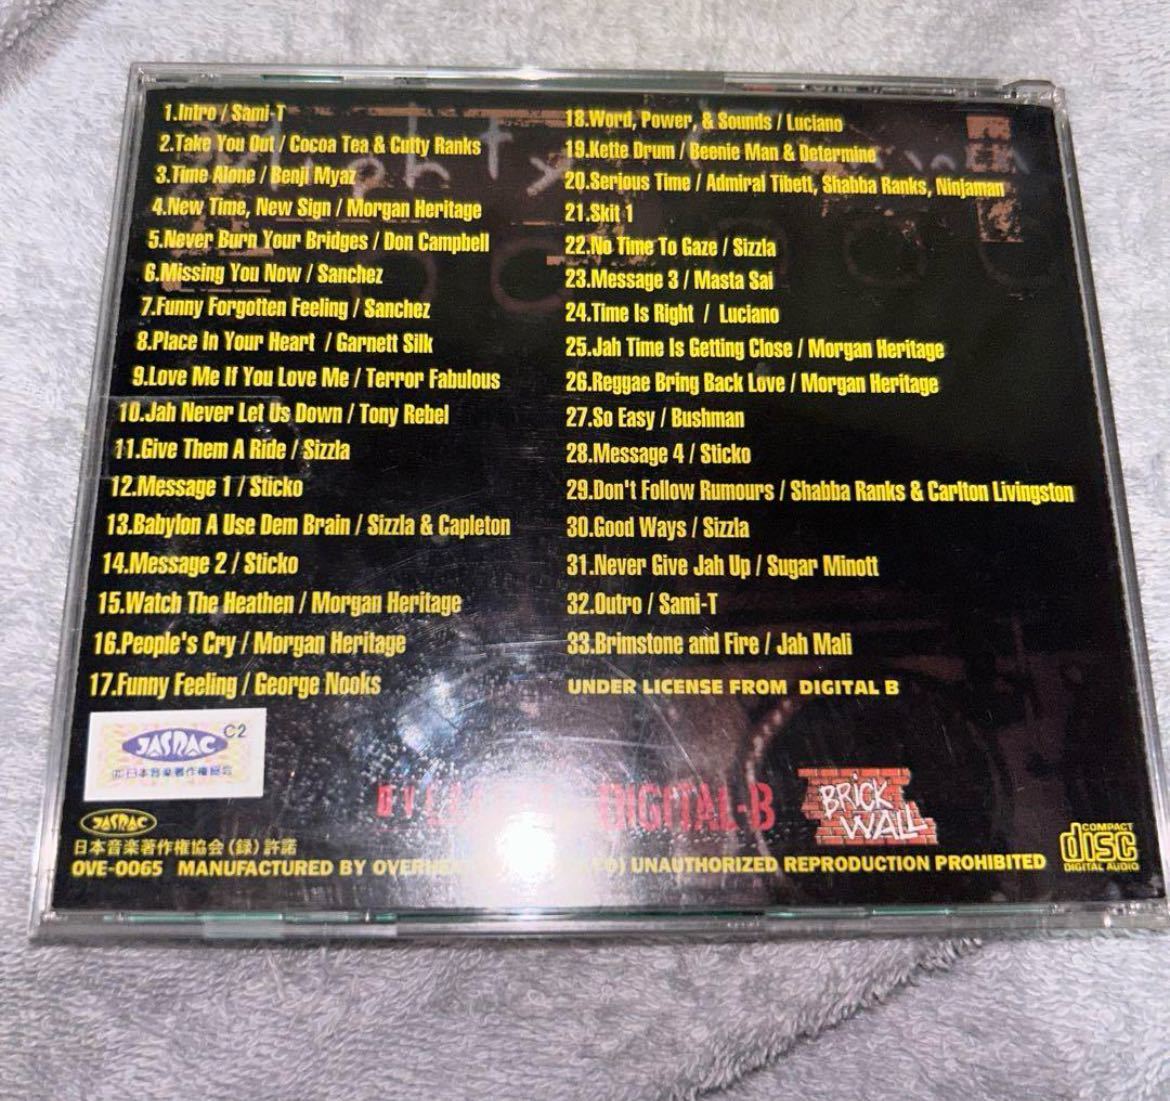 1.Intro / Sami-T
2.Take You Out / Cocoa Tea & Cutty Ranks
3.Time Alone / Benji Myaz
4.New Time, New Sign / Morgan Heritage
5.Never Burn Your Bridges / Don Campbell
6.Missing You Now / Sanchez
7.Funny Forgotten Feeling / Sanchez
8.Place In Your Heart / Garnett Silk
9.Love Me If You Love Me / Terror Fabulous
10.Jah Never Let Us Down / Tony Rebel
11.Give Them A Ride / Sizzla
12.Message 1 / Sticko
13.Babylon A Use Dem Brain / Sizzla & Capleton
14.Message 2 / Sticko
15.Watch The Heathen / Morgan Heritage
16.People's Cry / Morgan Heritage
17.Funny Feeling / George Nooks
18.Word, Power, & Sounds / Luciano
19.Kette Drum / Beenie Man & Determine
20.Serious Time / Admiral Tibett, Shabba Ranks, Ninjaman
21.Skit 1
22.No Time To Gaze / Sizzla
23.Message 3 / Masta Sai
24.Time Is Right / Luciano
25.Jah Time Is Getting Close / Morgan Heritage
26.Reggae Bring Back Love / Morgan Heritage
27.So Easy / Bushman
28.Message 4 / Sticko
29.Don't Follow Rumours / Shabba Ranks & Carlton Livingston
30.Good Ways / Sizzla
31.Never Give Jah Up / Sugar Minott
32.Outro / Sami-T
33.Brimstone and Fire / Jah Mali
UNDER LICENSE FROM DIGITAL B
JASRAC C2
日本音楽著作権協会
DIGITAL-B
BRICK WALL
JASRAC
日本音楽著作権協会(録)許諾
OVE-0065 MANUFACTURED BY UNAUTHORIZED REPRODUCTION PROHIBITED
COMPACT
disc
DIGITAL AUDIO